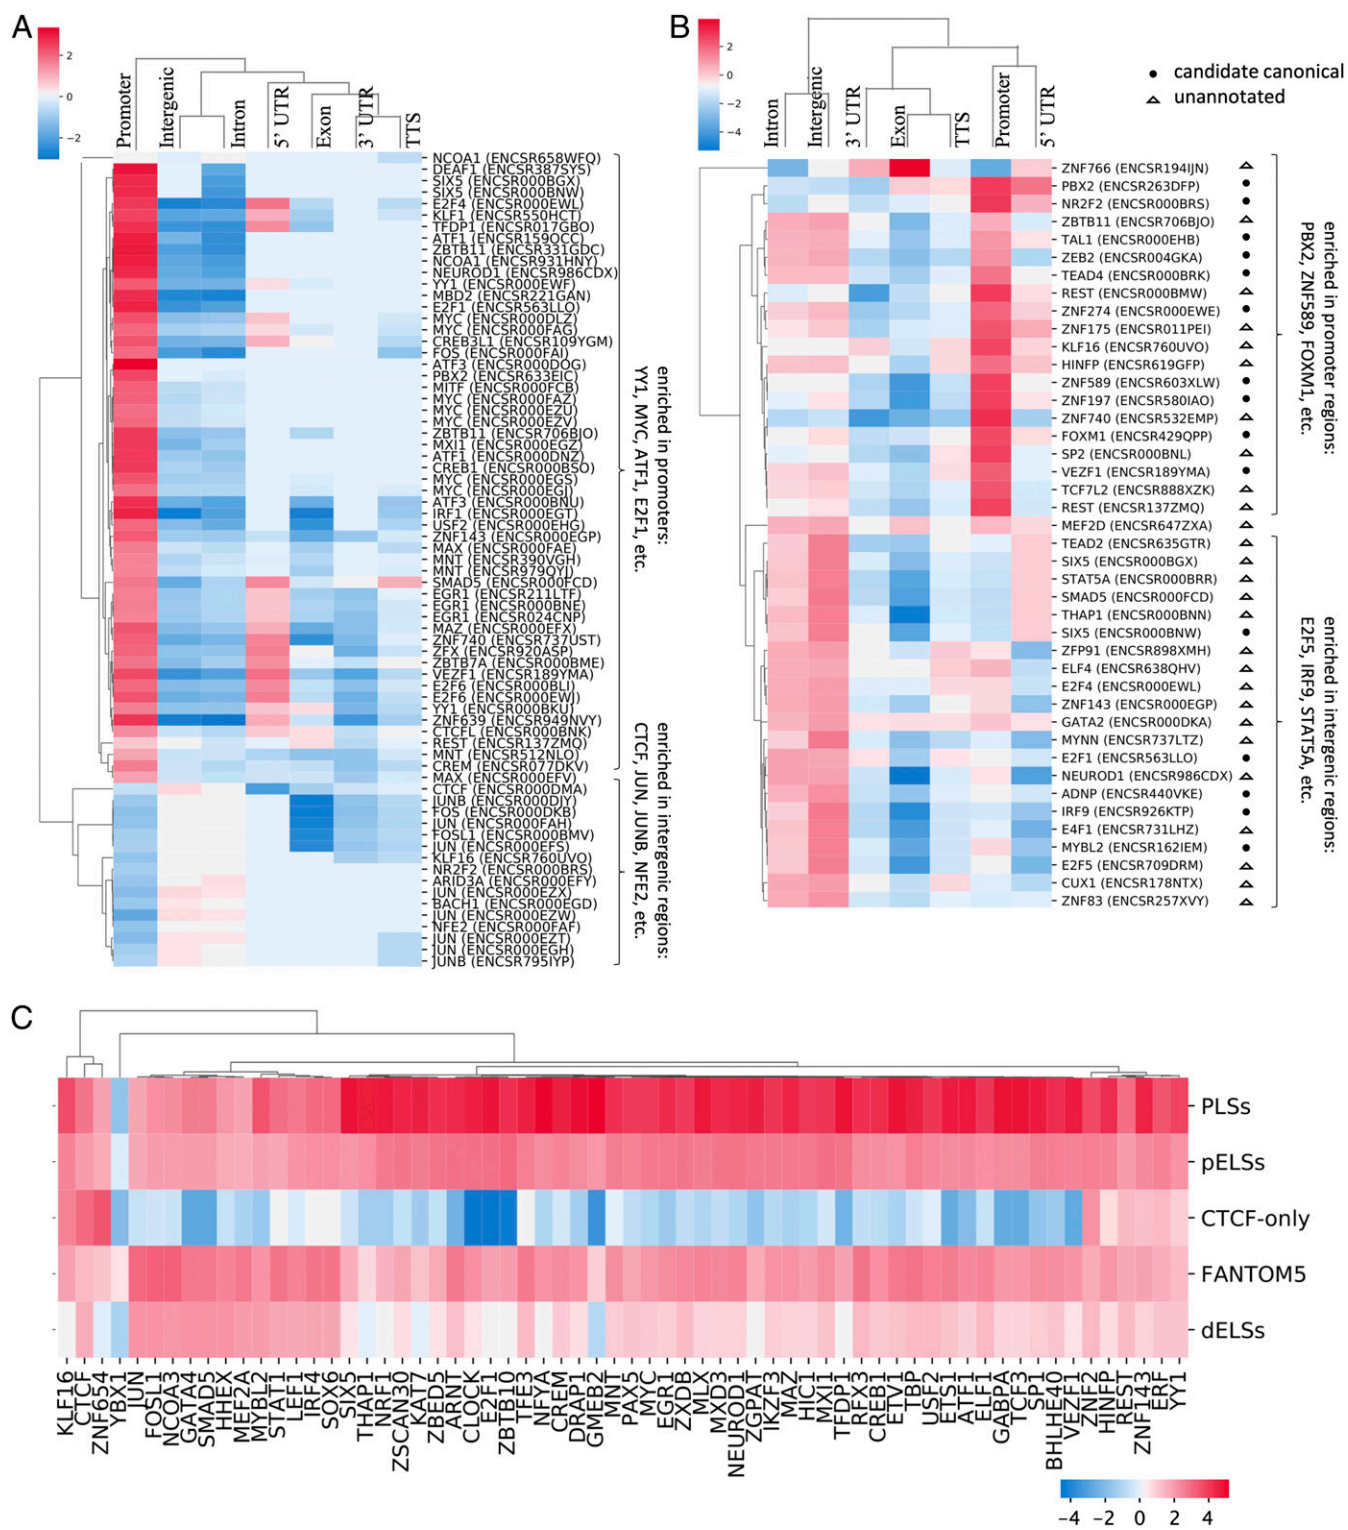 A
2
0
−2
Promoter
Intergenic
Intron
5’ UTR
Exon
3’ UTR
TTS
NCOA1 (ENCSR658WFQ)
DEAF1 (ENCSR387SYS)
SIX5 (ENCSR000BGX)
SIX5 (ENCSR000BNW)
E2F4 (ENCSR000EWL)
KLF1 (ENCSR550HCT)
TFDP1 (ENCSR017GBO)
ATF1 (ENCSR159OCC)
ZBTB11 (ENCSR331GDC)
NCOA1 (ENCSR931HNY)
NEUROD1 (ENCSR986CDX)
YY1 (ENCSR000EWF)
MBD2 (ENCSR221GAN)
E2F1 (ENCSR563LLO)
MYC (ENCSR000DLZ)
MYC (ENCSR000FAG)
CREB3L1 (ENCSR109YGM)
FOS (ENCSR000FAI)
ATF3 (ENCSR000DOG)
PBX2 (ENCSR633EIC)
MITF (ENCSR000FCB)
MYC (ENCSR000FAZ)
MYC (ENCSR000EZU)
MYC (ENCSR000EZV)
ZBTB11 (ENCSR706BJO)
MXI1 (ENCSR000EGZ)
ATF1 (ENCSR000DNZ)
CREB1 (ENCSR000BSO)
MYC (ENCSR000EGS)
MYC (ENCSR000EGJ)
ATF3 (ENCSR000BNU)
IRF1 (ENCSR000EGT)
USF2 (ENCSR000EHG)
ZNF143 (ENCSR000EGP)
MAX (ENCSR000FAE)
MNT (ENCSR390VGH)
MNT (ENCSR979QYJ)
SMAD5 (ENCSR000FCD)
EGR1 (ENCSR211LTF)
EGR1 (ENCSR000BNE)
EGR1 (ENCSR024CNP)
MAZ (ENCSR000EFX)
ZNF740 (ENCSR737UST)
ZFX (ENCSR920ASP)
ZBTB7A (ENCSR000BME)
VEZF1 (ENCSR189YMA)
E2F6 (ENCSR000BLI)
E2F6 (ENCSR000EWJ)
YY1 (ENCSR000BKU)
ZNF639 (ENCSR949NVY)
CTCFL (ENCSR000BNK)
REST (ENCSR137ZMQ)
MNT (ENCSR512NLO)
CREM (ENCSR077DKV)
MAX (ENCSR000EFV)
CTCF (ENCSR000DMA)
JUNB (ENCSR000DJY)
FOS (ENCSR000DKB)
JUN (ENCSR000FAH)
FOSL1 (ENCSR000BMV)
JUN (ENCSR000EFS)
KLF16 (ENCSR760UVO)
NR2F2 (ENCSR000BRS)
ARID3A (ENCSR000EFY)
JUN (ENCSR000EZX)
BACH1 (ENCSR000EGD)
JUN (ENCSR000EZW)
NFE2 (ENCSR000FAF)
JUN (ENCSR000EZT)
JUN (ENCSR000EGH)
JUNB (ENCSR795IYP)
enriched in promoters:
YY1, MYC, ATF1, E2F1, etc.
enriched in intergenic regions:
CTCF, JUN, JUNB, NFE2, etc.
B
2
0
−2
−4
Intron
Intergenic
3’ UTR
Exon
TTS
Promoter
5’ UTR
candidate canonical
unannotated
ZNF766 (ENCSR194IJN)
PBX2 (ENCSR263DFP)
NR2F2 (ENCSR000BRS)
ZBTB11 (ENCSR706BJO)
TAL1 (ENCSR000EHB)
ZEB2 (ENCSR004GKA)
TEAD4 (ENCSR000BRK)
REST (ENCSR000BMW)
ZNF274 (ENCSR000EWE)
ZNF175 (ENCSR011PEI)
KLF16 (ENCSR760UVO)
HINFP (ENCSR619GFP)
ZNF589 (ENCSR603XLW)
ZNF197 (ENCSR580IAO)
ZNF740 (ENCSR532EMP)
FOXM1 (ENCSR429QPP)
SP2 (ENCSR000BNL)
VEZF1 (ENCSR189YMA)
TCF7L2 (ENCSR888XZK)
REST (ENCSR137ZMQ)
MEF2D (ENCSR647ZXA)
TEAD2 (ENCSR635GTR)
SIX5 (ENCSR000BGX)
STAT5A (ENCSR000BRR)
SMAD5 (ENCSR000FCD)
THAP1 (ENCSR000BNN)
SIX5 (ENCSR000BNW)
ZFP91 (ENCSR898XMH)
ELF4 (ENCSR638QHV)
E2F4 (ENCSR000EWL)
ZNF143 (ENCSR000EGP)
GATA2 (ENCSR000DKA)
MYNN (ENCSR737LTZ)
E2F1 (ENCSR563LLO)
NEUROD1 (ENCSR986CDX)
ADNP (ENCSR440VKE)
IRF9 (ENCSR926KTP)
E4F1 (ENCSR731LHZ)
MYBL2 (ENCSR162IEM)
E2F5 (ENCSR709DRM)
CUX1 (ENCSR178NTX)
ZNF83 (ENCSR257XVY)
enriched in promoter regions:
PBX2, ZNF589, FOXM1, etc.
enriched in intergenic regions:
E2F5, IRF9, STAT5A, etc.
C
PLSs
pELSs
CTCF-only
FANTOM5
dELSs
KLF16
CTCF
ZNF654
YBX1
JUN
FOSL1
NCOA3
GATA4
SMAD5
HHEX
MEF2A
MYBL2
STAT1
LEF1
IRF4
SOX6
SIX5
THAP1
NRF1
ZSCAN30
KAT7
ZBED5
ARNT
CLOCK
E2F1
ZBTB10
TFE3
NFYA
CREM
DRAP1
GMEB2
MNT
PAX5
MYC
EGR1
ZXDB
MLX
MXD3
NEUROD1
ZGPAT
IKZF3
MAZ
HIC1
MXI1
TFDP1
RFX3
CREB1
ETV1
TBP
USF2
ETS1
ATF1
ELF1
GABPA
TCF3
SP1
BHLHE40
VEZF1
ZNF2
HINFP
REST
ZNF143
ERF
YY1
−4 −2 0 2 4